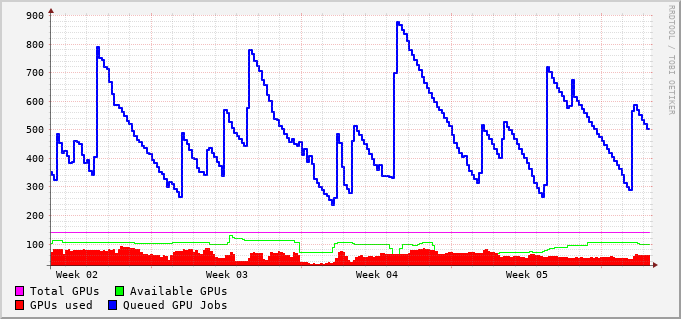 900
800
700
600
500
400
300
200
100
Week 02 Week 03 Week 04 Week 05
Total GPUs Available GPUs
GPUs used Queued GPU Jobs
RRDTOOL / TOBI OETIKER